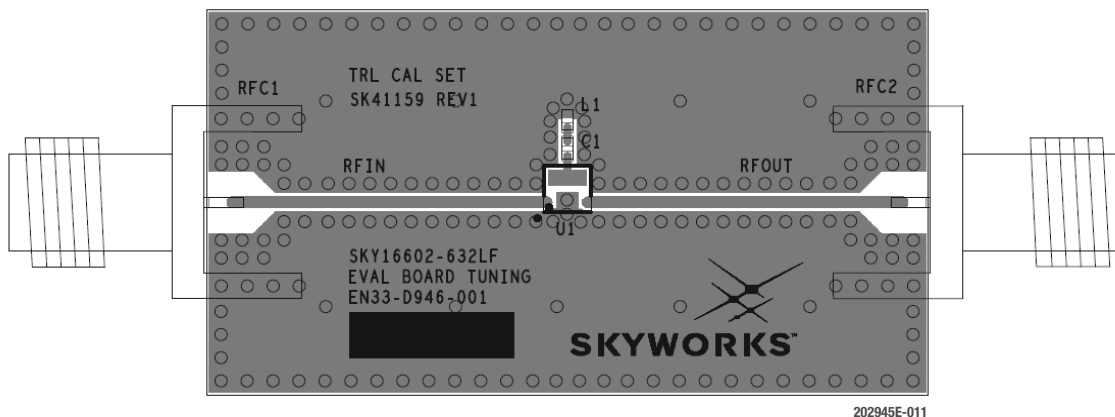 TRL CAL SET
SK41159 REV1
RFC1
RFC2
L1
C1
RFIN
RFOUT
U1
SKY16602-632LF
EVAL BOARD TUNING
EN33-D946-001
SKYWORKS™
202945E-011